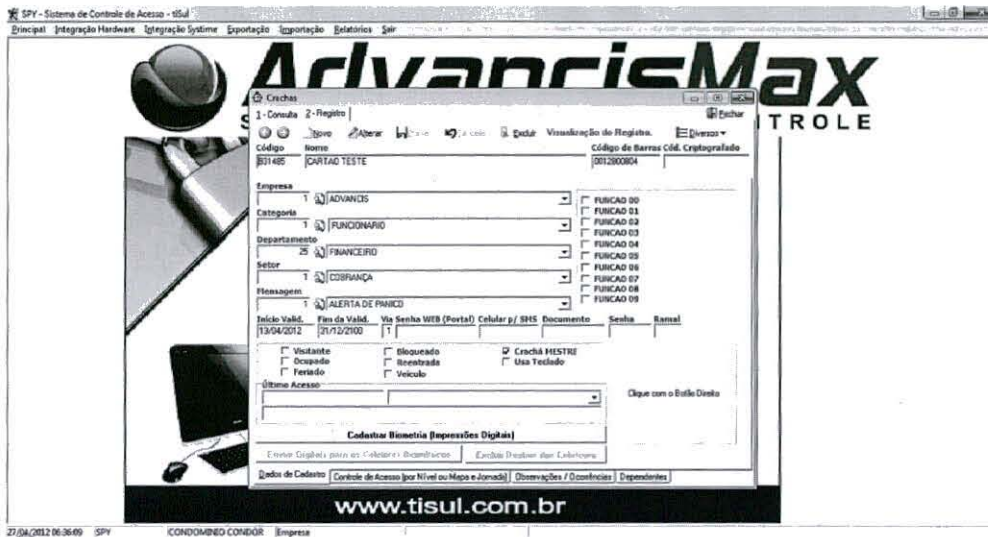 SPY - Sistema de Controle de Acesso - tiSul
Principal Integração Hardware Integração Systime Exportação Importação Relatórios Sair
AdvancisMax
Crachas
1 - Consulta 2 - Registro Fechar
Novo Alterar Excluir Visualização do Registro. Diversos
Código Nome Código de Barras Cód. Criptografado
B31485 CARTAO TESTE 0012800804
Empresa
1 ADVANCIS
Categoria
1 FUNCIONARIO
Departamento
25 FINANCEIRO
Setor
1 COBRANÇA
Mensagem
1 ALERTA DE PANICO
FUNCAO 00
FUNCAO 01
FUNCAO 02
FUNCAO 03
FUNCAO 04
FUNCAO 05
FUNCAO 06
FUNCAO 07
FUNCAO 08
FUNCAO 09
Início Valid. Fim da Valid. Via Senha WEB (Portal) Celular p/ SMS Documento Senha Ramal
13/04/2012 31/12/2100 1
Visitante Bloqueado Crachá MESTRE
Ocupado Reentrada Usa Teclado
Feriado Veículo
Último Acesso
Clique com o Botão Direito
Cadastrar Biometria (Impressões Digitais)
Dados de Cadastro Controle de Acesso (por Nível ou Mapa e Jornada) Observações / Ocorrências Dependentes
www.tisul.com.br
27/04/2012 06:36:09 SPY CONDOMINIO CONDOR Empresa